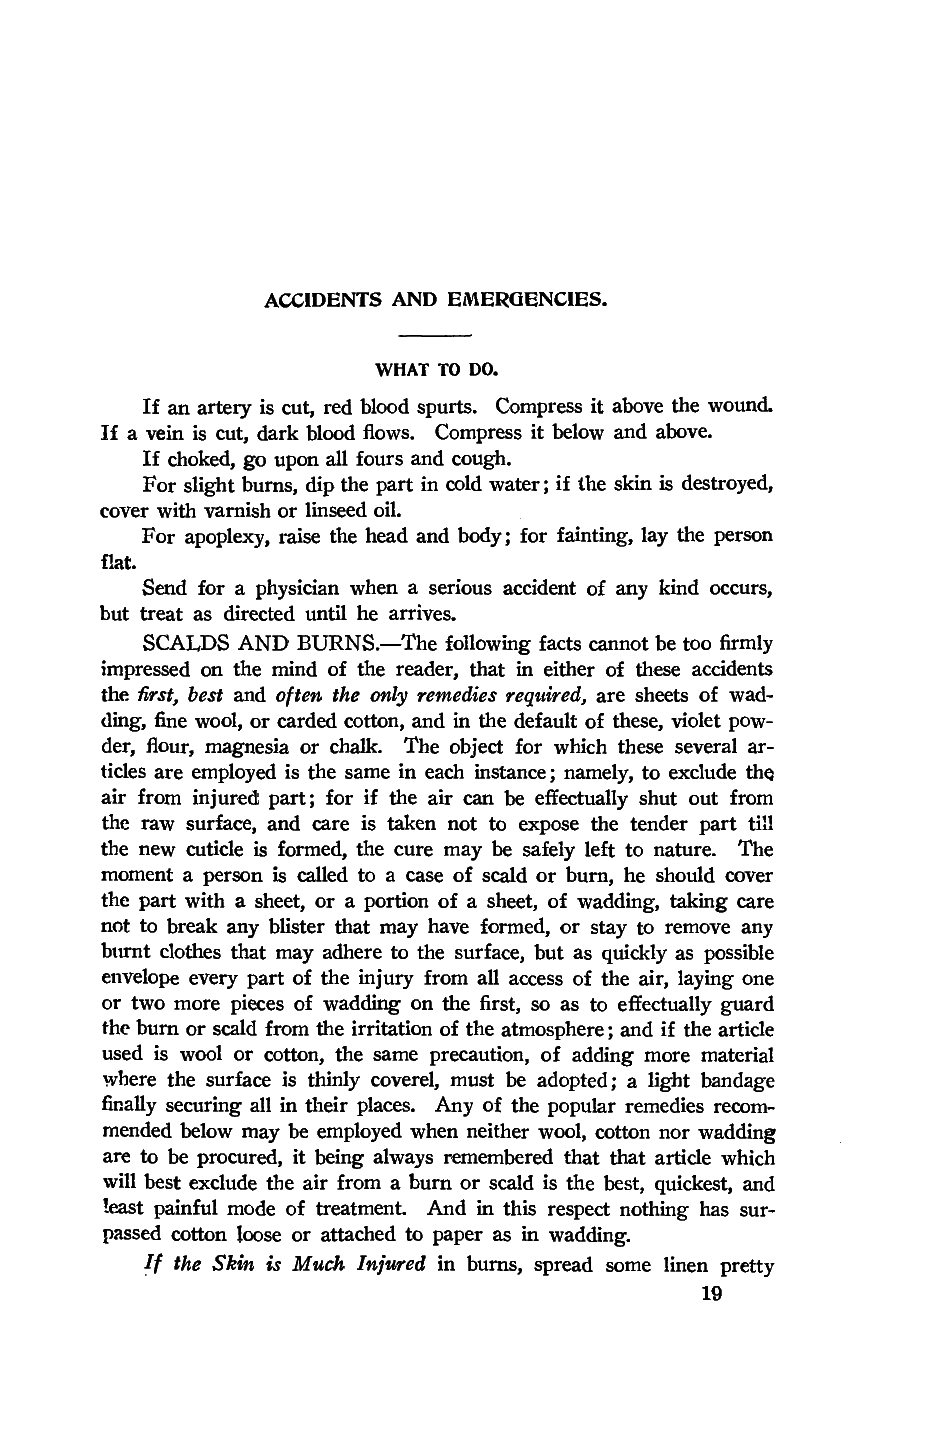 ACCIDENTS AND EMERGENCIES.
WHAT TO DO.
If an artery is cut, red blood spurts. Compress it above the wound.
If a vein is cut, dark blood flows. Compress it below and above.
If choked, go upon all fours and cough.
For slight burns, dip the part in cold water; if the skin is destroyed,
cover with varnish or linseed oil.
For apoplexy, raise the head and body; for fainting, lay the person
flat.
Send for a physician when a serious accident of any kind occurs,
but treat as directed until he arrives.
SCALDS AND BURNS.—The following facts cannot be too firmly
impressed on the mind of the reader, that in either of these accidents
the first, best and often the only remedies required, are sheets of wad-
ding, fine wool, or carded cotton, and in the default of these, violet pow-
der, flour, magnesia or chalk. The object for which these several ar-
ticles are employed is the same in each instance; namely, to exclude the
air from injured part; for if the air can be effectually shut out from
the raw surface, and care is taken not to expose the tender part till
the new cuticle is formed, the cure may be safely left to nature. The
moment a person is called to a case of scald or burn, he should cover
the part with a sheet, or a portion of a sheet, of wadding, taking care
not to break any blister that may have formed, or stay to remove any
burnt clothes that may adhere to the surface, but as quickly as possible
envelope every part of the injury from all access of the air, laying one
or two more pieces of wadding on the first, so as to effectually guard
the burn or scald from the irritation of the atmosphere; and if the article
used is wool or cotton, the same precaution, of adding more material
where the surface is thinly coverel, must be adopted; a light bandage
finally securing all in their places. Any of the popular remedies recom-
mended below may be employed when neither wool, cotton nor wadding
are to be procured, it being always remembered that that article which
will best exclude the air from a burn or scald is the best, quickest, and
least painful mode of treatment. And in this respect nothing has sur-
passed cotton loose or attached to paper as in wadding.
If the Skin is Much Injured in burns, spread some linen pretty
19